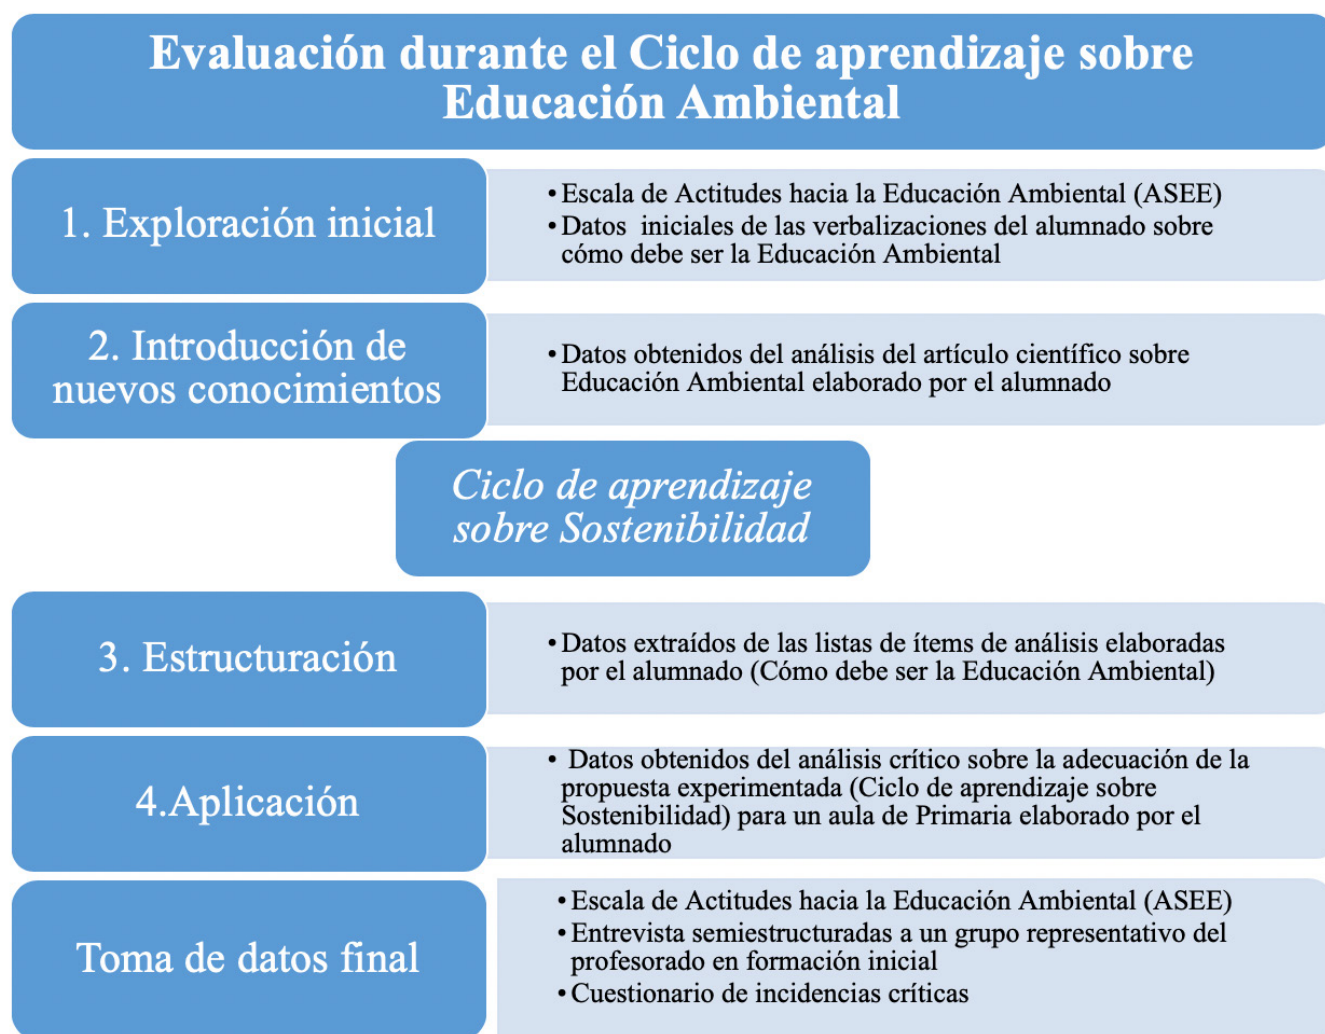 Evaluación durante el Ciclo de aprendizaje sobre
Educación Ambiental
1. Exploración inicial
• Escala de Actitudes hacia la Educación Ambiental (ASEE)
• Datos iniciales de las verbalizaciones del alumnado sobre
cómo debe ser la Educación Ambiental
2. Introducción de
nuevos conocimientos
• Datos obtenidos del análisis del artículo científico sobre
Educación Ambiental elaborado por el alumnado
Ciclo de aprendizaje
sobre Sostenibilidad
3. Estructuración
• Datos extraídos de las listas de ítems de análisis elaboradas
por el alumnado (Cómo debe ser la Educación Ambiental)
4.Aplicación
• Datos obtenidos del análisis crítico sobre la adecuación de la
propuesta experimentada (Ciclo de aprendizaje sobre
Sostenibilidad) para un aula de Primaria elaborado por el
alumnado
Toma de datos final
• Escala de Actitudes hacia la Educación Ambiental (ASEE)
• Entrevista semiestructuradas a un grupo representativo del
profesorado en formación inicial
• Cuestionario de incidencias críticas